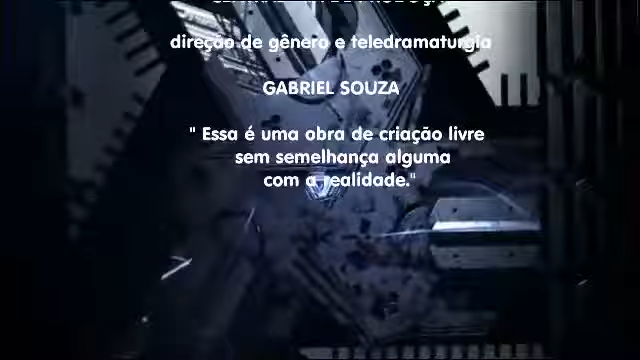 direção de gênero e teledramaturgia
GABRIEL SOUZA
" Essa é uma obra de criação livre
sem semelhança alguma
com a realidade."